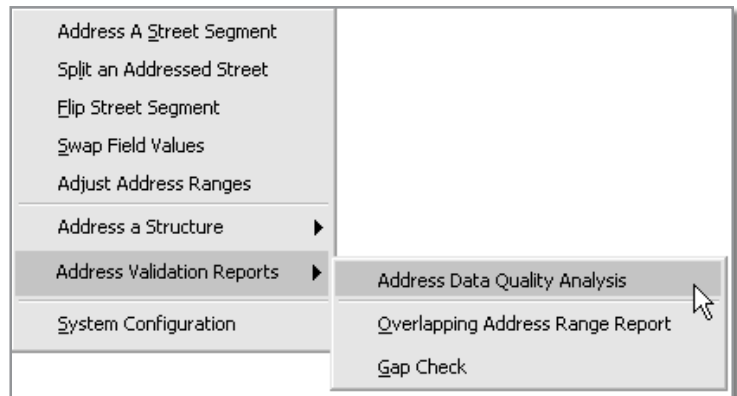 Address A Street Segment
Split an Addressed Street
Flip Street Segment
Swap Field Values
Adjust Address Ranges
Address a Structure
Address Validation Reports
System Configuration
Address Data Quality Analysis
Overlapping Address Range Report
Gap Check